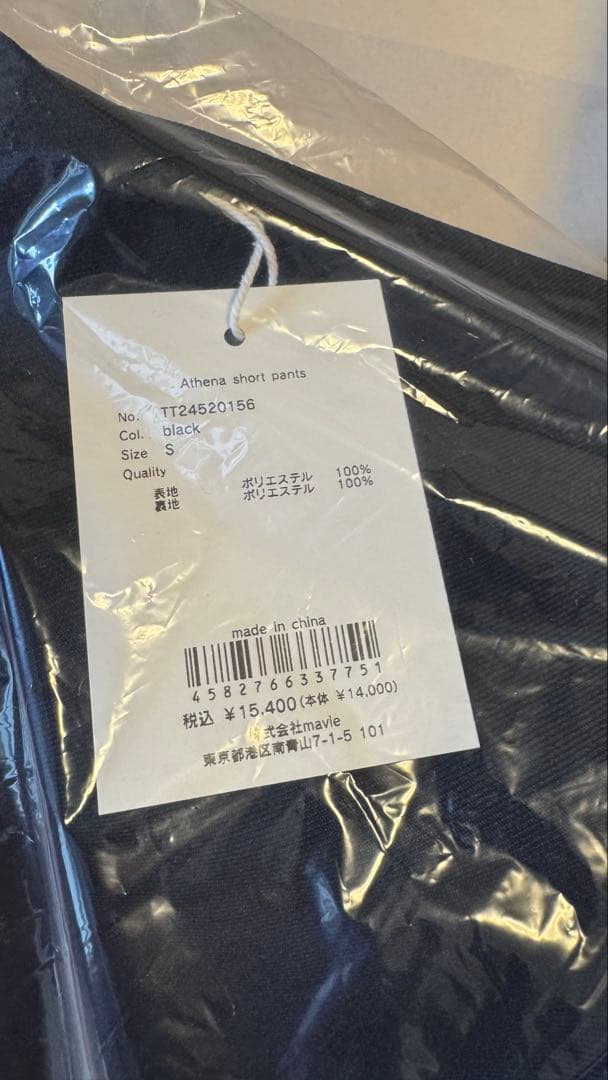 Athena short pants
No. TT24520156
Col. black
Size S
Quality
表地 ポリエステル 100%
裏地 ポリエステル 100%
made in china
4582766337751
税込 ¥15,400(本体 ¥14,000)
株式会社mavie
東京都港区南青山7-1-5 101